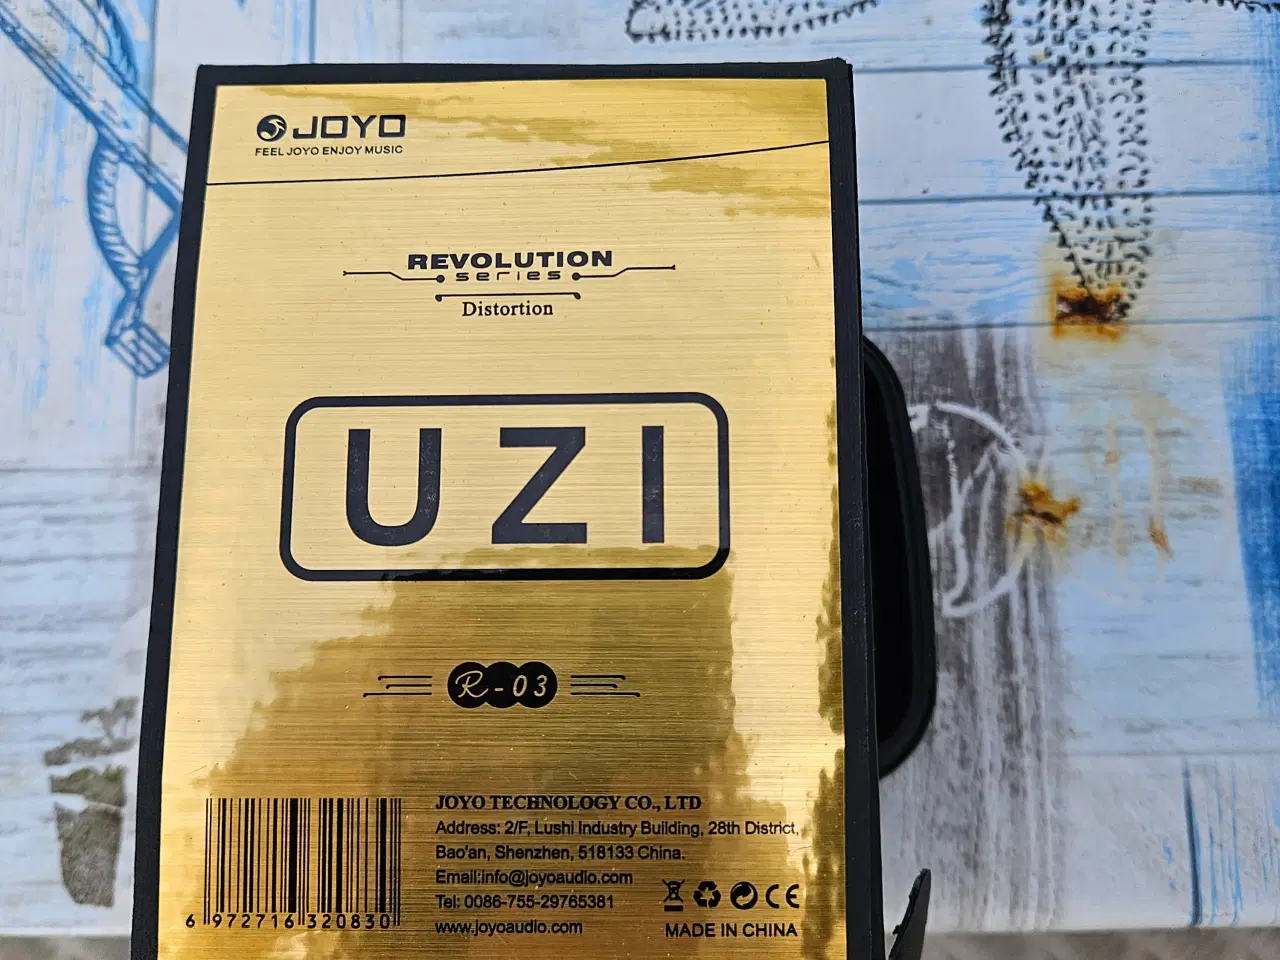 JOYO
FEEL JOYO ENJOY MUSIC
REVOLUTION
series
Distortion
UZI
R-03
JOYO TECHNOLOGY CO., LTD
Address: 2/F, Lushi Industry Building, 28th District,
Bao'an, Shenzhen, 518133 China.
Email:info@joyoaudio.com
Tel: 0086-755-29765381
www.joyoaudio.com
CE
MADE IN CHINA
6 972716 320830